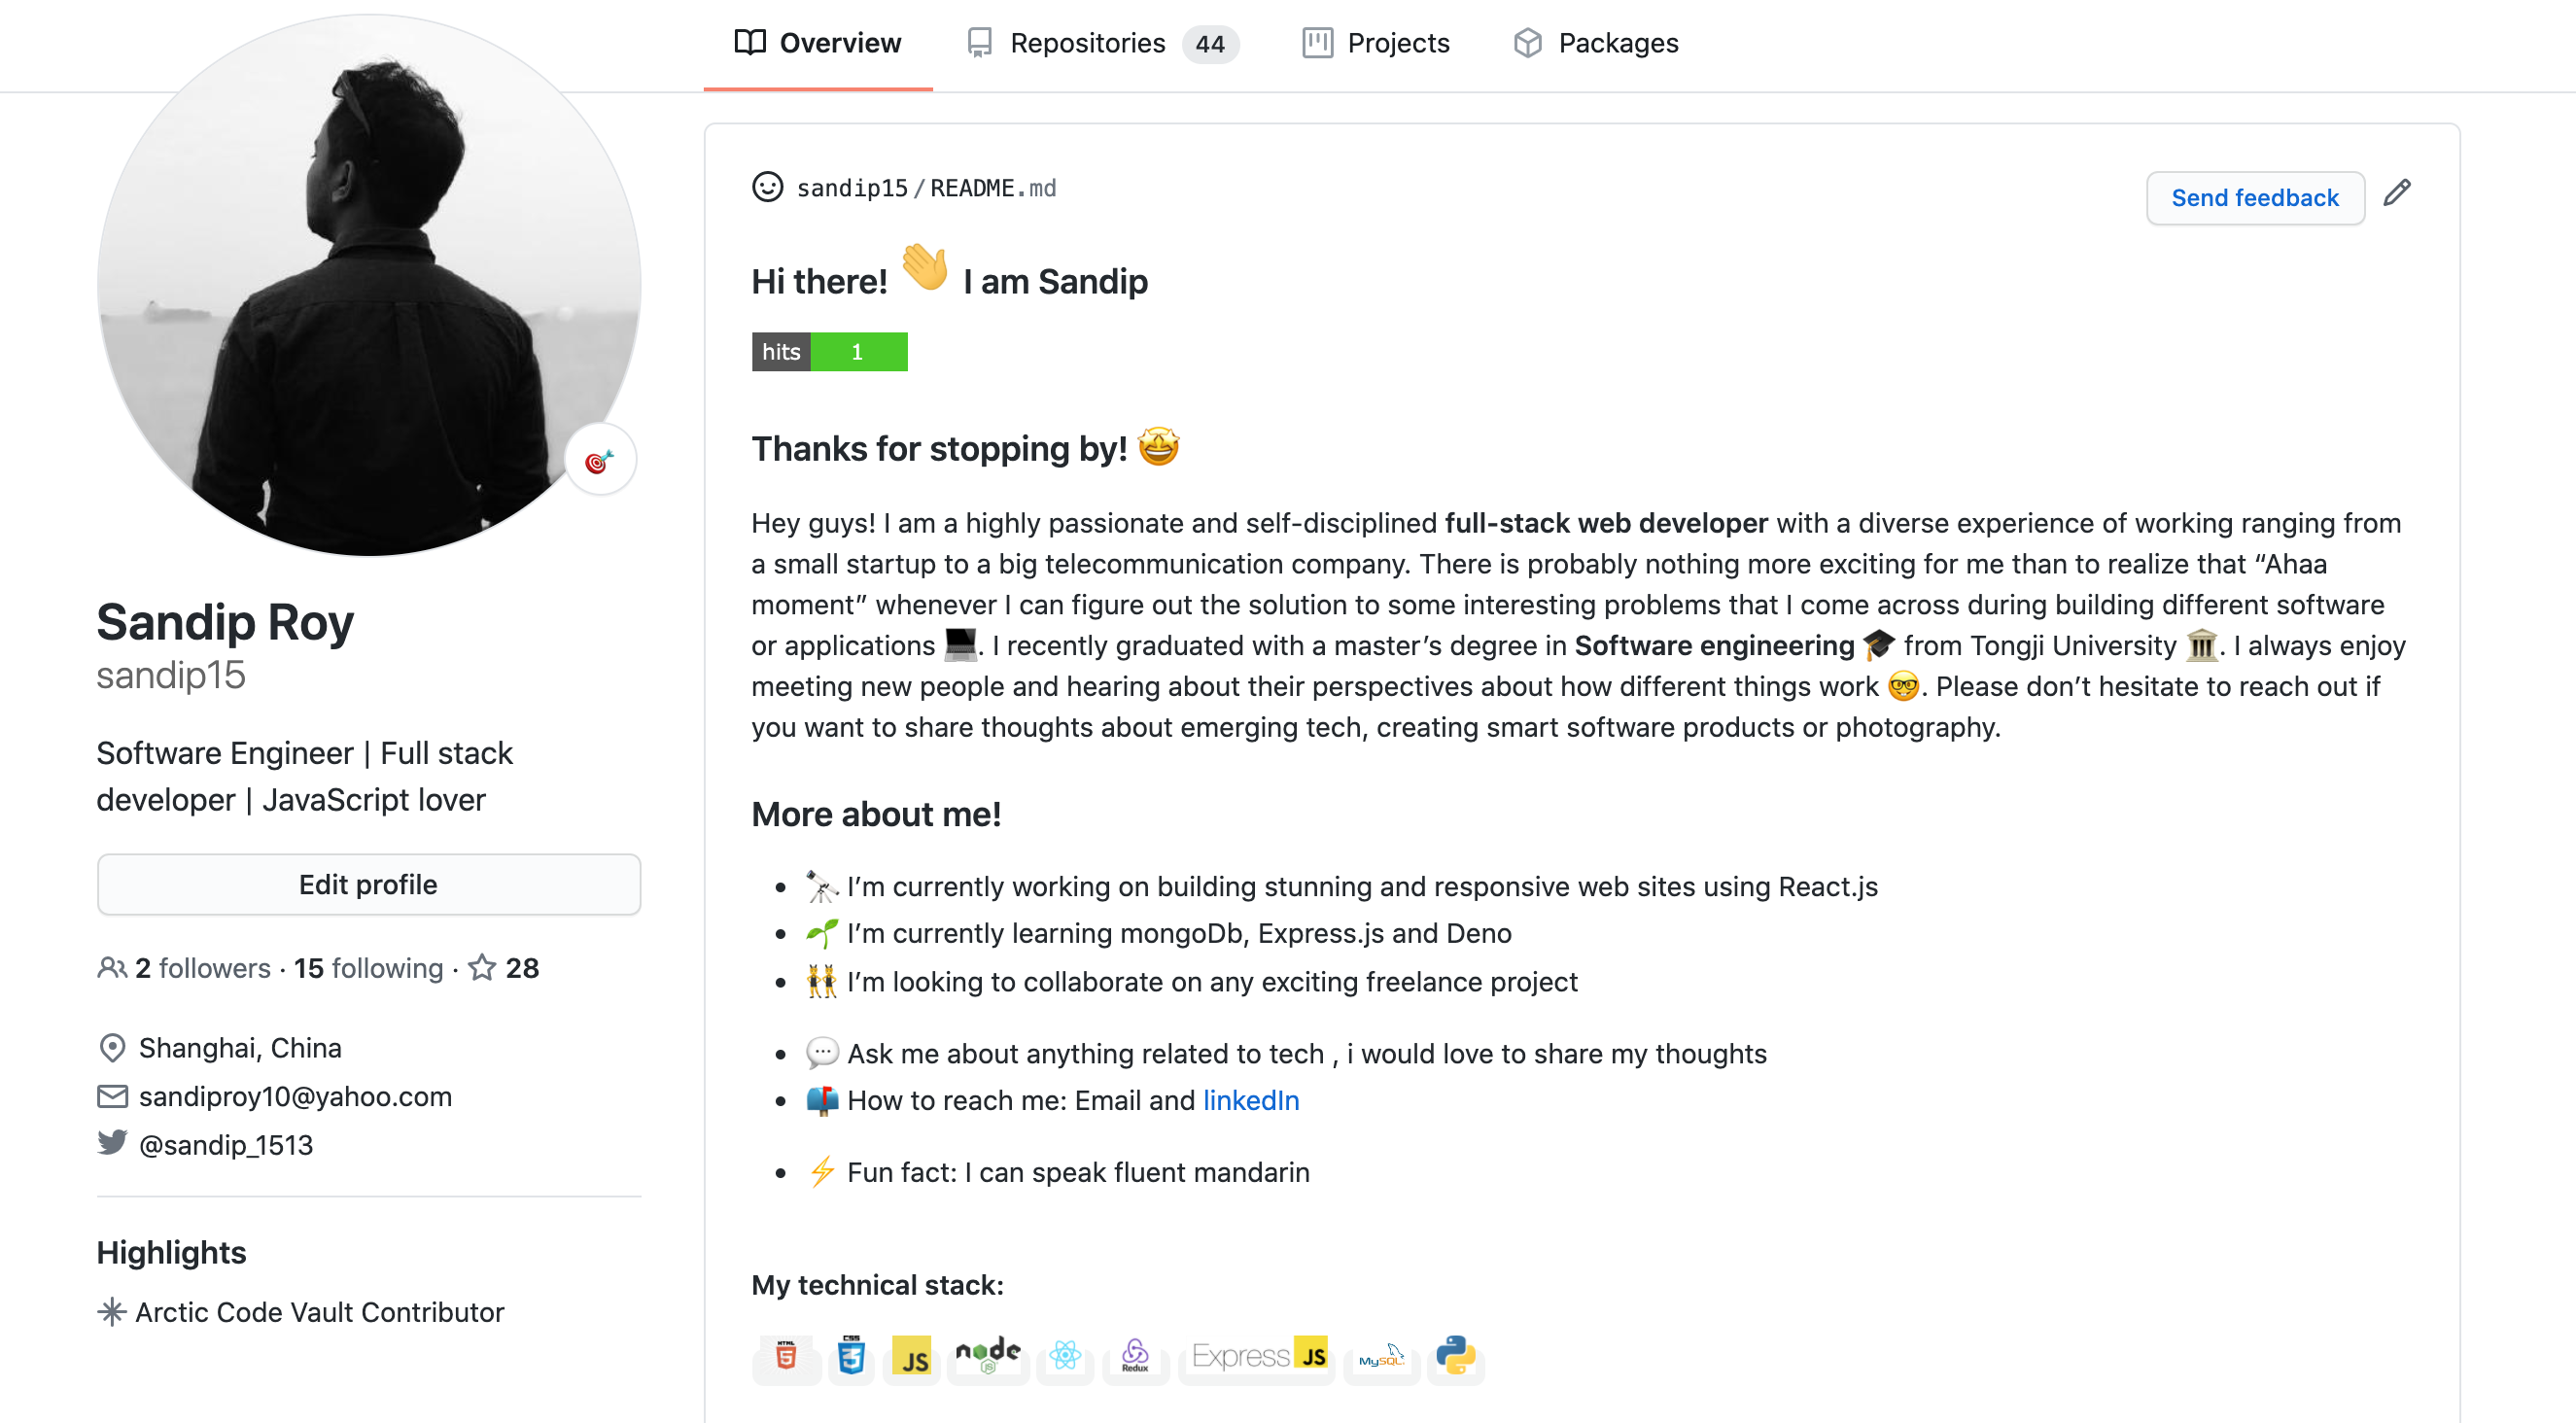 Overview
Repositories 44
Projects
Packages
Sandip Roy
sandip15
Software Engineer | Full stack
developer | JavaScript lover
Edit profile
2 followers · 15 following · 28
Shanghai, China
sandiproy10@yahoo.com
@sandip_1513
Highlights
Arctic Code Vault Contributor
sandip15/README.md
Send feedback
Hi there! 👋 I am Sandip
hits 1
Thanks for stopping by! 🤩
Hey guys! I am a highly passionate and self-disciplined full-stack web developer with a diverse experience of working ranging from
a small startup to a big telecommunication company. There is probably nothing more exciting for me than to realize that “Ahaa
moment” whenever I can figure out the solution to some interesting problems that I come across during building different software
or applications 💻. I recently graduated with a master’s degree in Software engineering 🎓 from Tongji University 🏛. I always enjoy
meeting new people and hearing about their perspectives about how different things work 🤓. Please don’t hesitate to reach out if
you want to share thoughts about emerging tech, creating smart software products or photography.
More about me!
• 🔭 I’m currently working on building stunning and responsive web sites using React.js
• 🌱 I’m currently learning mongoDb, Express.js and Deno
• 👯 I’m looking to collaborate on any exciting freelance project
• 💬 Ask me about anything related to tech , i would love to share my thoughts
• 📫 How to reach me: Email and linkedIn
• ⚡ Fun fact: I can speak fluent mandarin
My technical stack:
HTML 5 CSS 3 JS node JS Redux Express JS MySQL